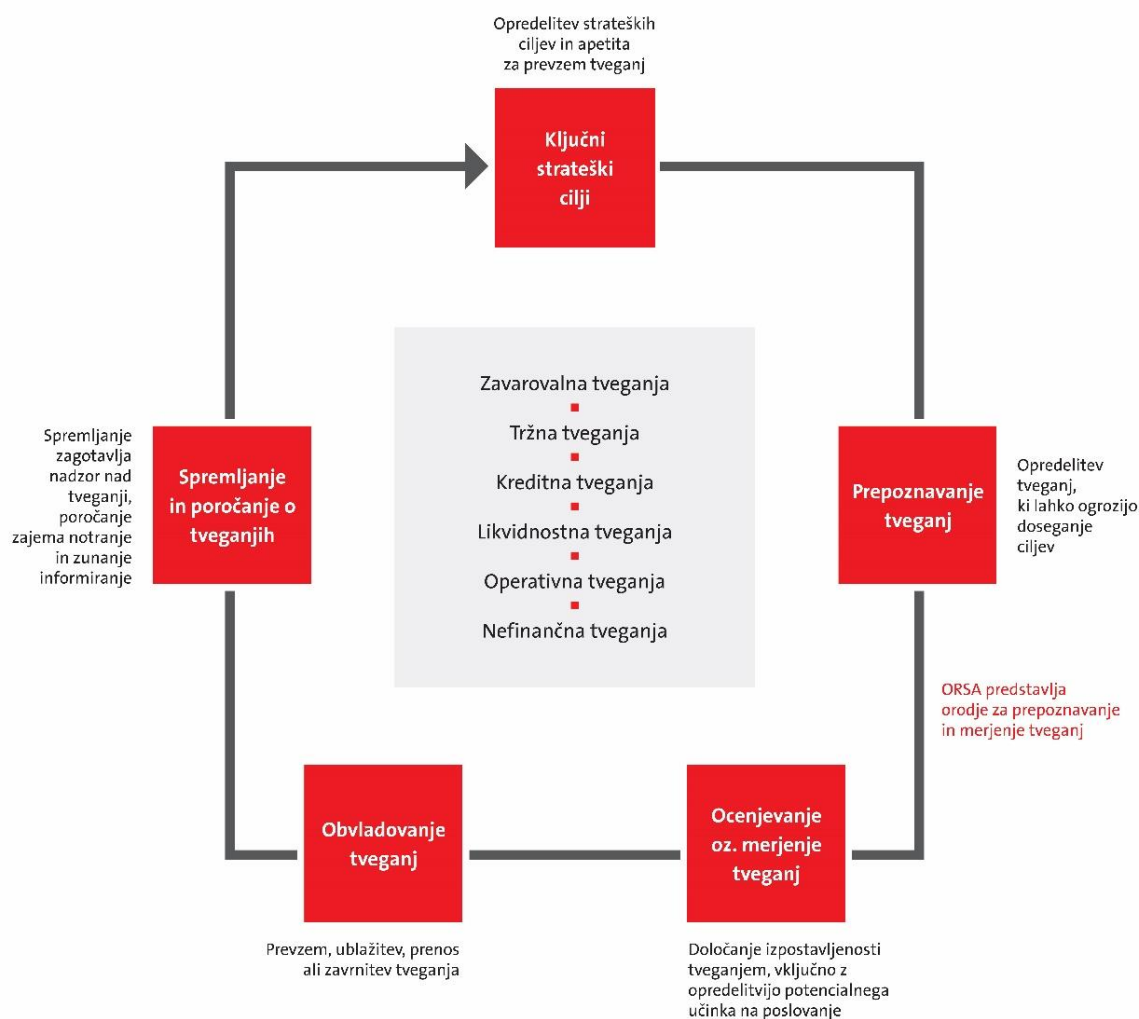 Opredelitev strateških
ciljev in apetita
za prevzem tveganj
Ključni
strateški
cilji
Zavarovalna tveganja
Tržna tveganja
Kreditna tveganja
Likvidnostna tveganja
Operativna tveganja
Nefinančna tveganja
Spremljanje
zagotavlja
nadzor nad
tveganji,
poročanje
zajema notranje
in zunanje
informiranje
Spremljanje
in poročanje o
tveganjih
Prepoznavanje
tveganj
Opredelitev
tveganj,
ki lahko ogrozijo
doseganje
ciljev
ORSA predstavlja
orodje za prepoznavanje
in merjenje tveganj
Obvladovanje
tveganj
Ocenjevanje
oz. merjenje
tveganj
Prevzem, ublažitev, prenos
ali zavrnitev tveganja
Določanje izpostavljenosti
tveganjem, vključno z
opredelitvijo potencialnega
učinka na poslovanje